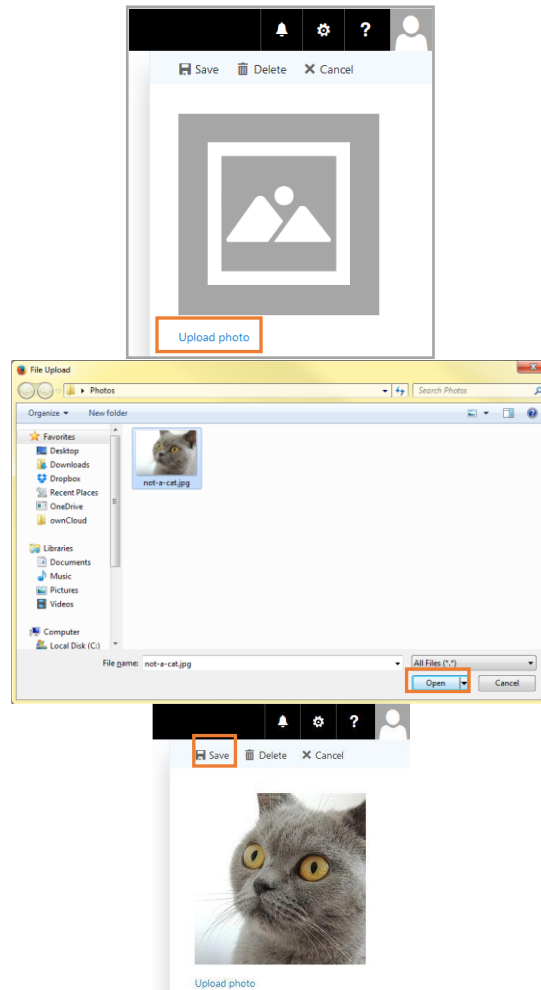 ?
Save Delete Cancel
Upload photo
File Upload
Photos Search Photos
Organize New folder
Favorites
Desktop
Downloads
Dropbox
Recent Places
OneDrive
ownCloud
not-a-cat.jpg
Libraries
Documents
Music
Pictures
Videos
Computer
Local Disk (C:)
File name: not-a-cat.jpg All Files (*.*)
Open Cancel
?
Save Delete Cancel
Upload photo